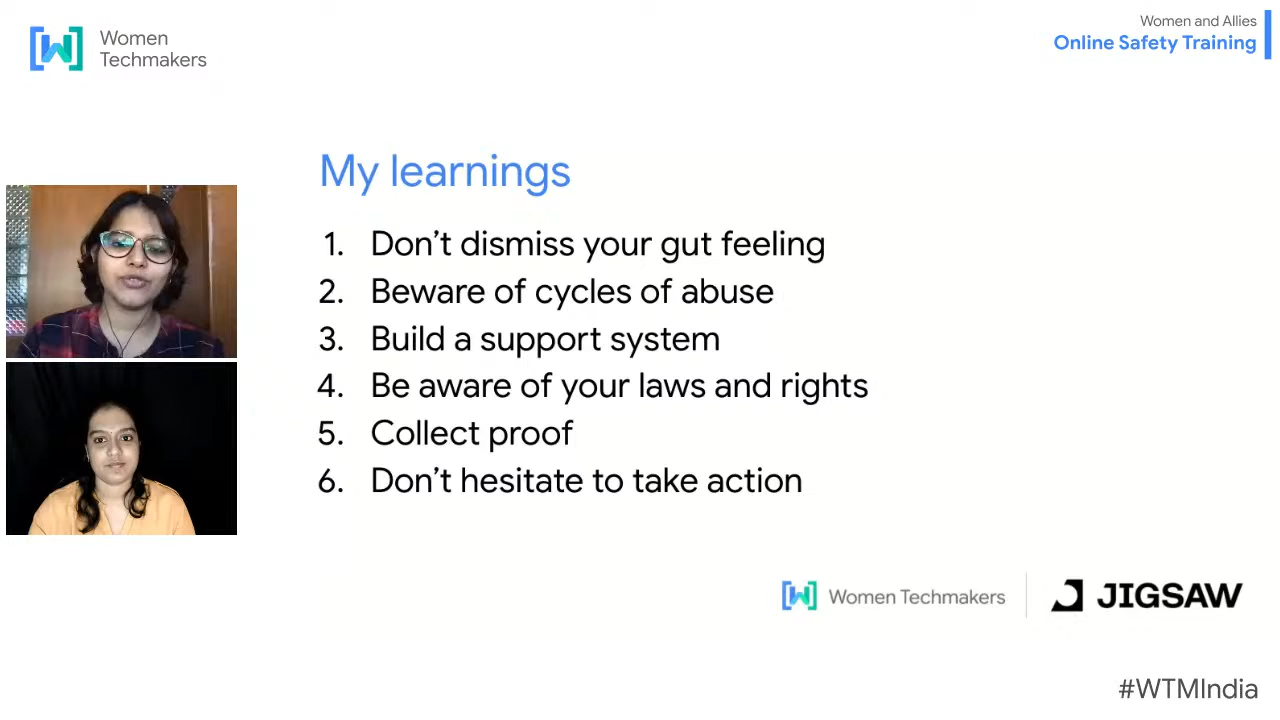 Women
Techmakers
Women and Allies
Online Safety Training
My learnings
1. Don’t dismiss your gut feeling
2. Beware of cycles of abuse
3. Build a support system
4. Be aware of your laws and rights
5. Collect proof
6. Don’t hesitate to take action
Women Techmakers
JIGSAW
#WTMIndia